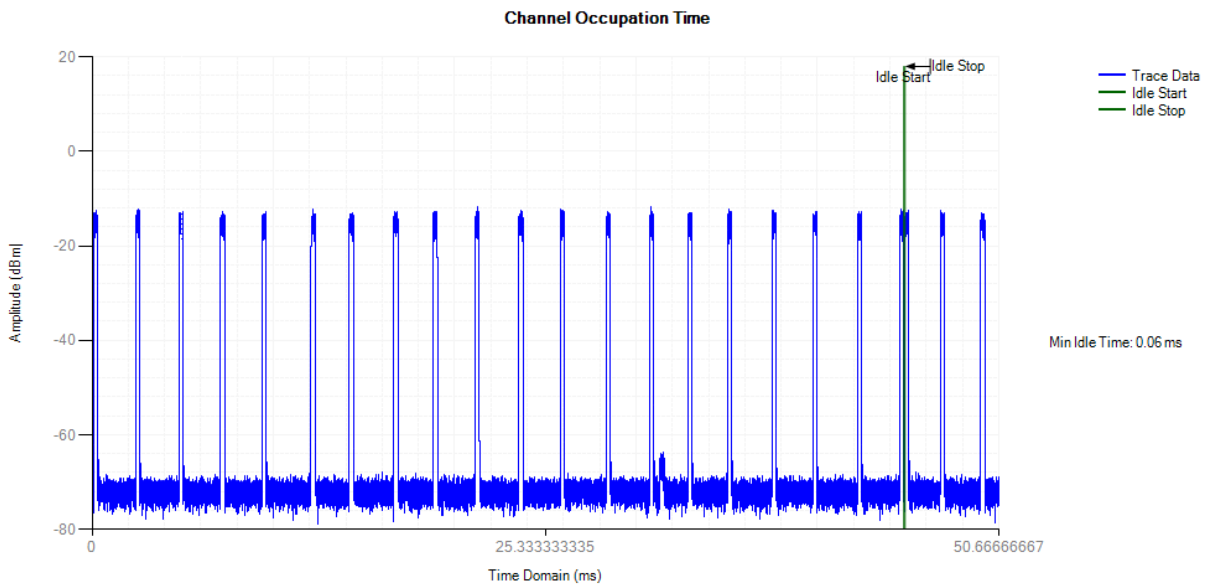 Channel Occupation Time
20
0
-20
-40
-60
-80
Amplitude (dBm|
Idle Stop
Idle Start
Trace Data
Idle Start
Idle Stop
Min Idle Time: 0.06 ms
0
25.333333335
50.66666667
Time Domain (ms)